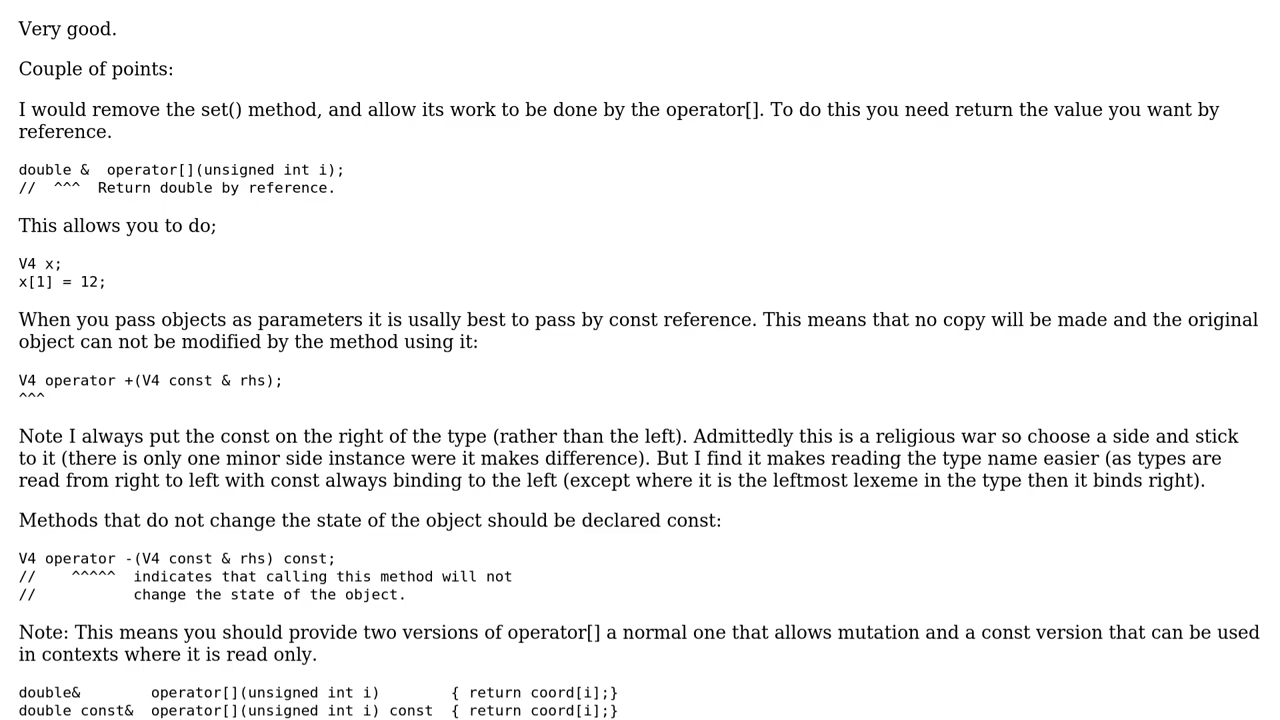 Very good.
Couple of points:
I would remove the set() method, and allow its work to be done by the operator[]. To do this you need return the value you want by
reference.
double &  operator[](unsigned int i);
//  ^^^  Return double by reference.
This allows you to do;
V4 x;
x[1] = 12;
When you pass objects as parameters it is usally best to pass by const reference. This means that no copy will be made and the original
object can not be modified by the method using it:
V4 operator +(V4 const & rhs);
^^^
Note I always put the const on the right of the type (rather than the left). Admittedly this is a religious war so choose a side and stick
to it (there is only one minor side instance were it makes difference). But I find it makes reading the type name easier (as types are
read from right to left with const always binding to the left (except where it is the leftmost lexeme in the type then it binds right).
Methods that do not change the state of the object should be declared const:
V4 operator -(V4 const & rhs) const;
//    ^^^^^  indicates that calling this method will not
//           change the state of the object.
Note: This means you should provide two versions of operator[] a normal one that allows mutation and a const version that can be used
in contexts where it is read only.
double&        operator[](unsigned int i)        { return coord[i];}
double const&  operator[](unsigned int i) const  { return coord[i];}